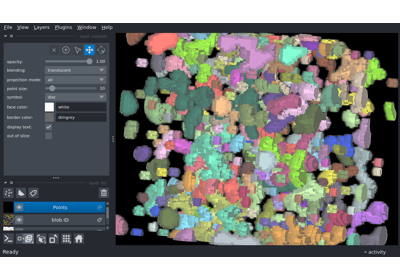 File View Layers Plugins Window Help
opacity: 1.00
blending: translucent
projection mode: all
point size: 10
symbol: disc
face color: white
border color: dimgrey
display text:
out of slice:
Points
blob ID
Ready
activity